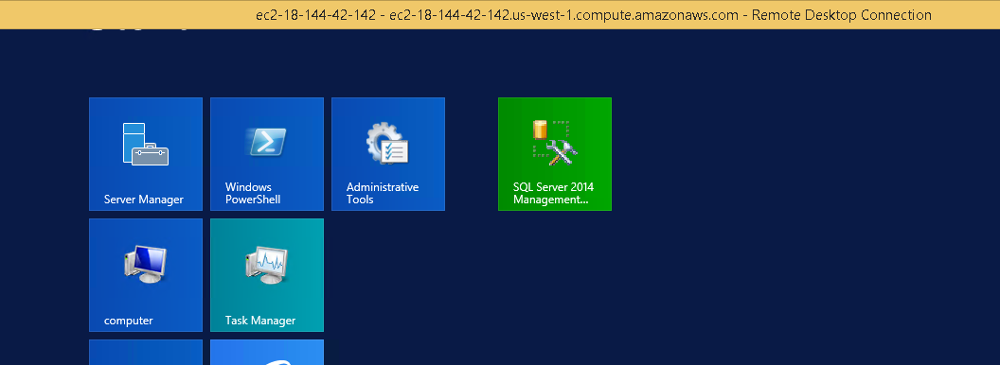 ec2-18-144-42-142 - ec2-18-144-42-142.us-west-1.compute.amazonaws.com - Remote Desktop Connection
Server Manager
Windows
PowerShell
Administrative
Tools
SQL Server 2014
Management...
computer
Task Manager